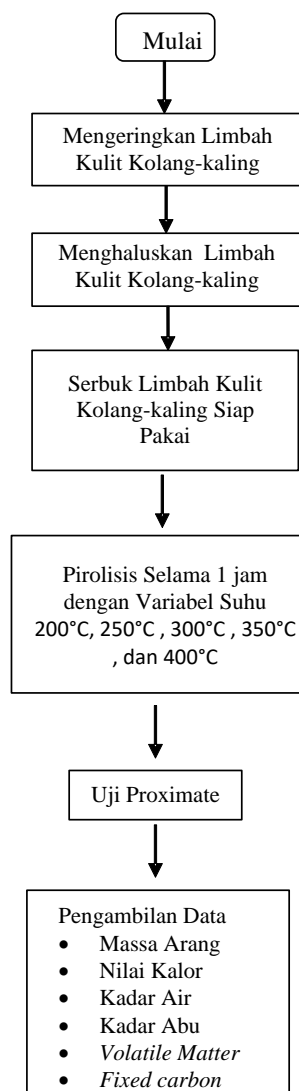 Mulai
Mengeringkan Limbah
Kulit Kolang-kaling
Menghaluskan Limbah
Kulit Kolang-kaling
Serbuk Limbah Kulit
Kolang-kaling Siap
Pakai
Pirolisis Selama 1 jam
dengan Variabel Suhu
200°C, 250°C , 300°C , 350°C
, dan 400°C
Uji Proximate
Pengambilan Data
• Massa Arang
• Nilai Kalor
• Kadar Air
• Kadar Abu
• Volatile Matter
• Fixed carbon